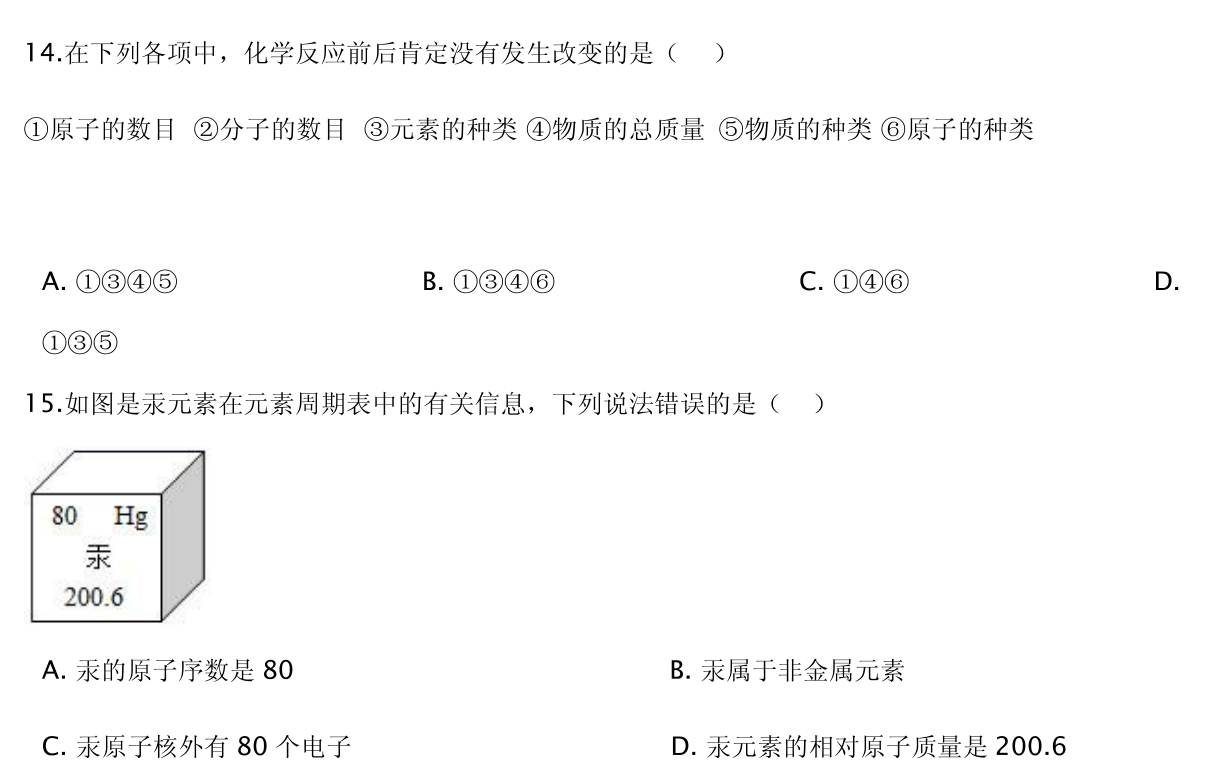 14.在下列各项中，化学反应前后肯定没有发生改变的是（　）
①原子的数目 ②分子的数目 ③元素的种类 ④物质的总质量 ⑤物质的种类 ⑥原子的种类
A. ①③④⑤ B. ①③④⑥ C. ①④⑥ D.
①③⑤
15.如图是汞元素在元素周期表中的有关信息，下列说法错误的是（　）
80 Hg
汞
200.6
A. 汞的原子序数是 80 B. 汞属于非金属元素
C. 汞原子核外有 80 个电子 D. 汞元素的相对原子质量是 200.6